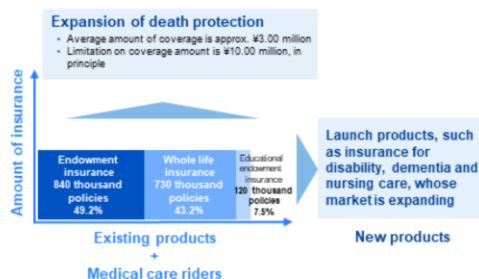 Expansion of death protection
• Average amount of coverage is approx. ¥3.00 million
• Limitation on coverage amount is ¥10.00 million, in
principle
Amount of insurance
Endowment
insurance
840 thousand
policies
49.2%
Whole life
insurance
730 thousand
policies
43.2%
Educational
endowment
insurance
120 thousand
policies
7.5%
Launch products, such
as insurance for
disability, dementia and
nursing care, whose
market is expanding
Existing products
+
Medical care riders
New products